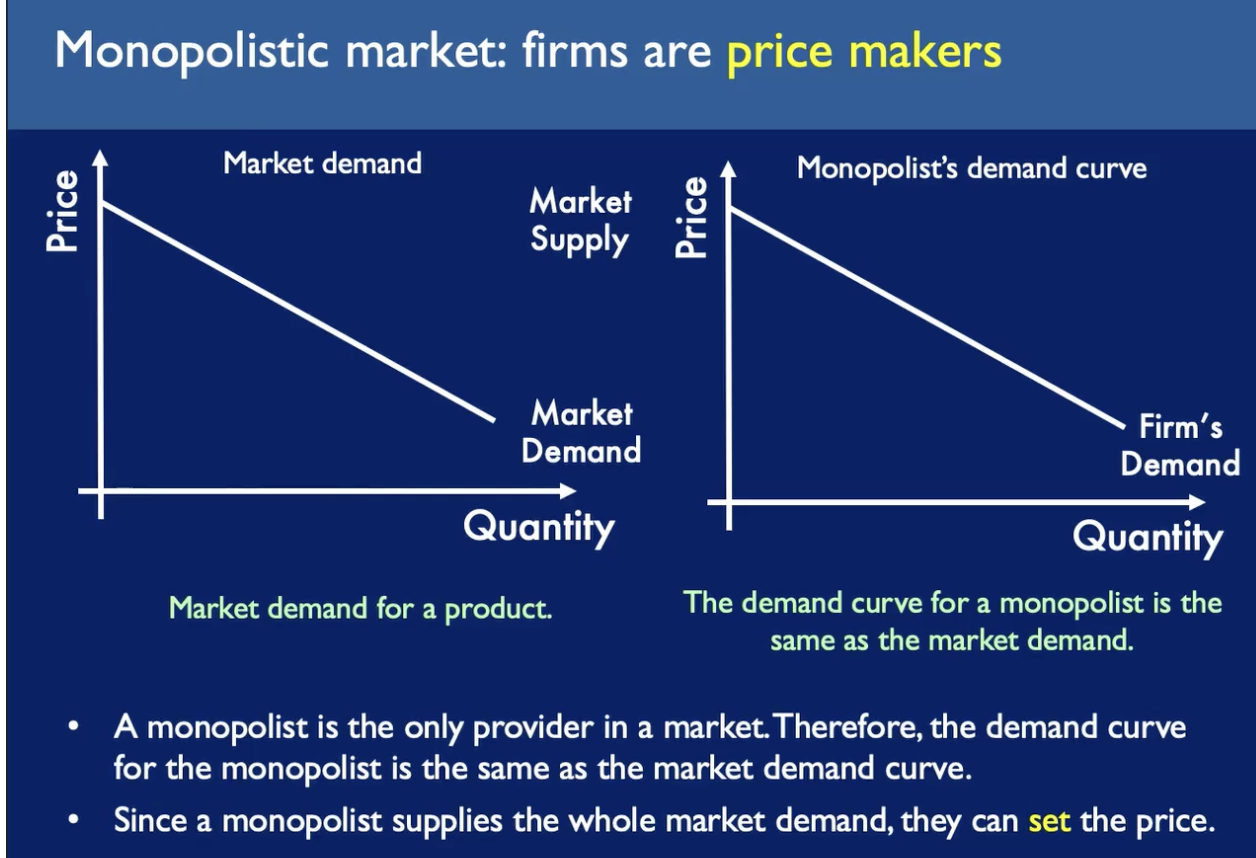 Monopolistic market: firms are price makers
Market demand
Price
Market
Supply
Market
Demand
Quantity
Market demand for a product.
Monopolist’s demand curve
Price
Firm’s
Demand
Quantity
The demand curve for a monopolist is the
same as the market demand.
• A monopolist is the only provider in a market. Therefore, the demand curve
for the monopolist is the same as the market demand curve.
• Since a monopolist supplies the whole market demand, they can set the price.